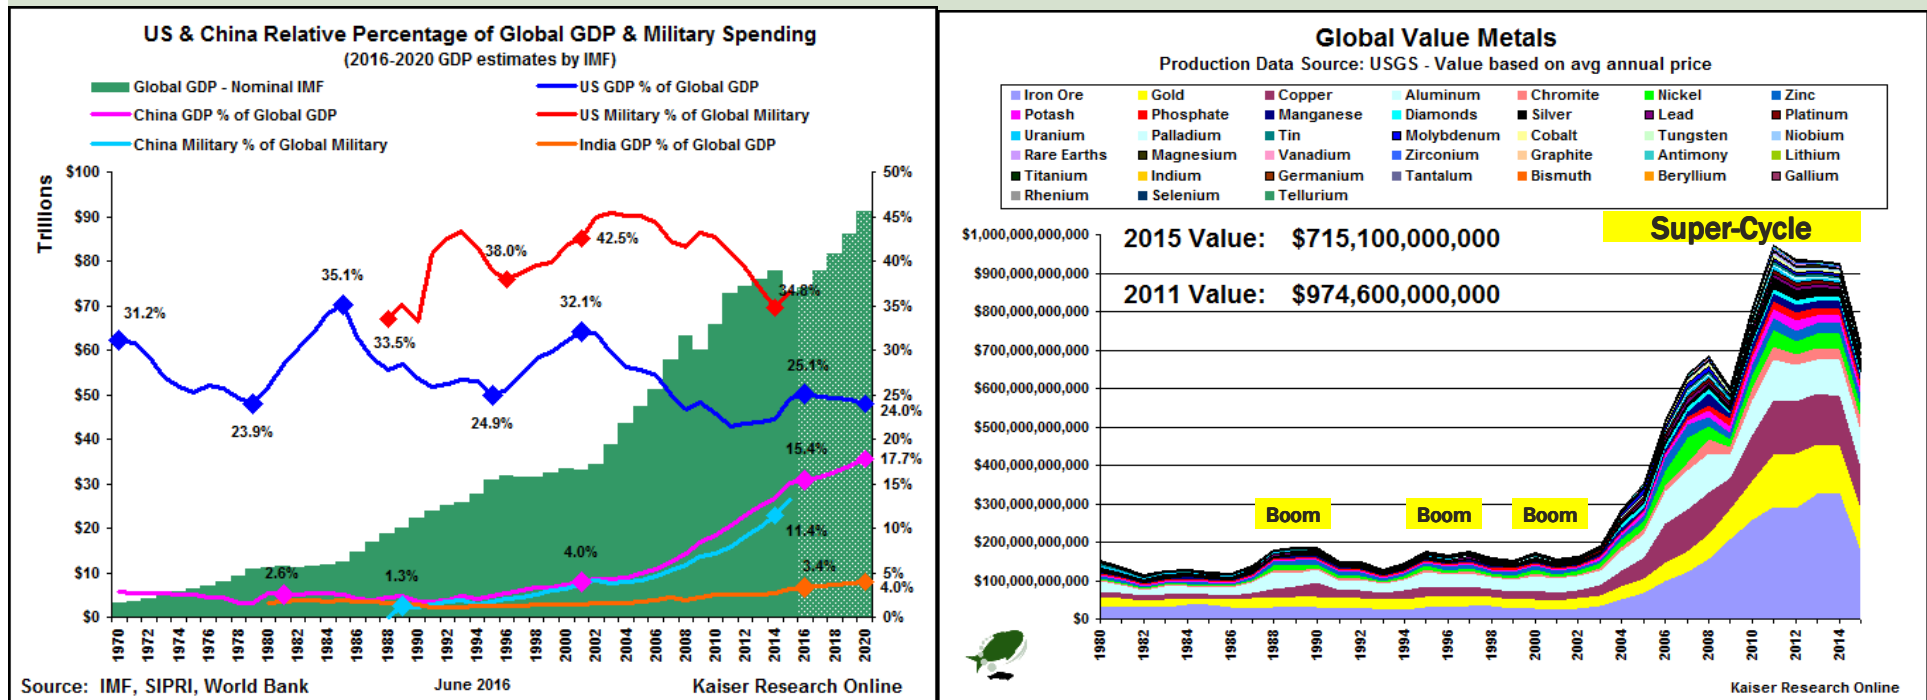 US & China Relative Percentage of Global GDP & Military Spending
(2016-2020 GDP estimates by IMF)
Global GDP - Nominal IMF
US GDP % of Global GDP
China GDP % of Global GDP
US Military % of Global Military
China Military % of Global Military
India GDP % of Global GDP
Trillions
$100
$90
$80
$70
$60
$50
$40
$30
$20
$10
$0
50%
45%
40%
35%
30%
25%
20%
15%
10%
5%
0%
31.2%
23.9%
35.1%
33.5%
38.0%
24.9%
42.5%
32.1%
34.8%
25.1%
24.0%
15.4%
17.7%
11.4%
2.6%
1.3%
4.0%
3.4%
4.0%
1970 1972 1974 1976 1978 1980 1982 1984 1986 1988 1990 1992 1994 1996 1998 2000 2002 2004 2006 2008 2010 2012 2014 2016 2018 2020
Source: IMF, SIPRI, World Bank June 2016 Kaiser Research Online
Global Value Metals
Production Data Source: USGS - Value based on avg annual price
Iron Ore Gold Copper Aluminum Chromite Nickel Zinc
Potash Phosphate Manganese Diamonds Silver Lead Platinum
Uranium Palladium Tin Molybdenum Cobalt Tungsten Niobium
Rare Earths Magnesium Vanadium Zirconium Graphite Antimony Lithium
Titanium Indium Germanium Tantalum Bismuth Beryllium Gallium
Rhenium Selenium Tellurium
Super-Cycle
2015 Value: $715,100,000,000
2011 Value: $974,600,000,000
Boom Boom Boom
$1,000,000,000,000
$900,000,000,000
$800,000,000,000
$700,000,000,000
$600,000,000,000
$500,000,000,000
$400,000,000,000
$300,000,000,000
$200,000,000,000
$100,000,000,000
$0
1980 1982 1984 1986 1988 1990 1992 1994 1996 1998 2000 2002 2004 2006 2008 2010 2012 2014
Kaiser Research Online